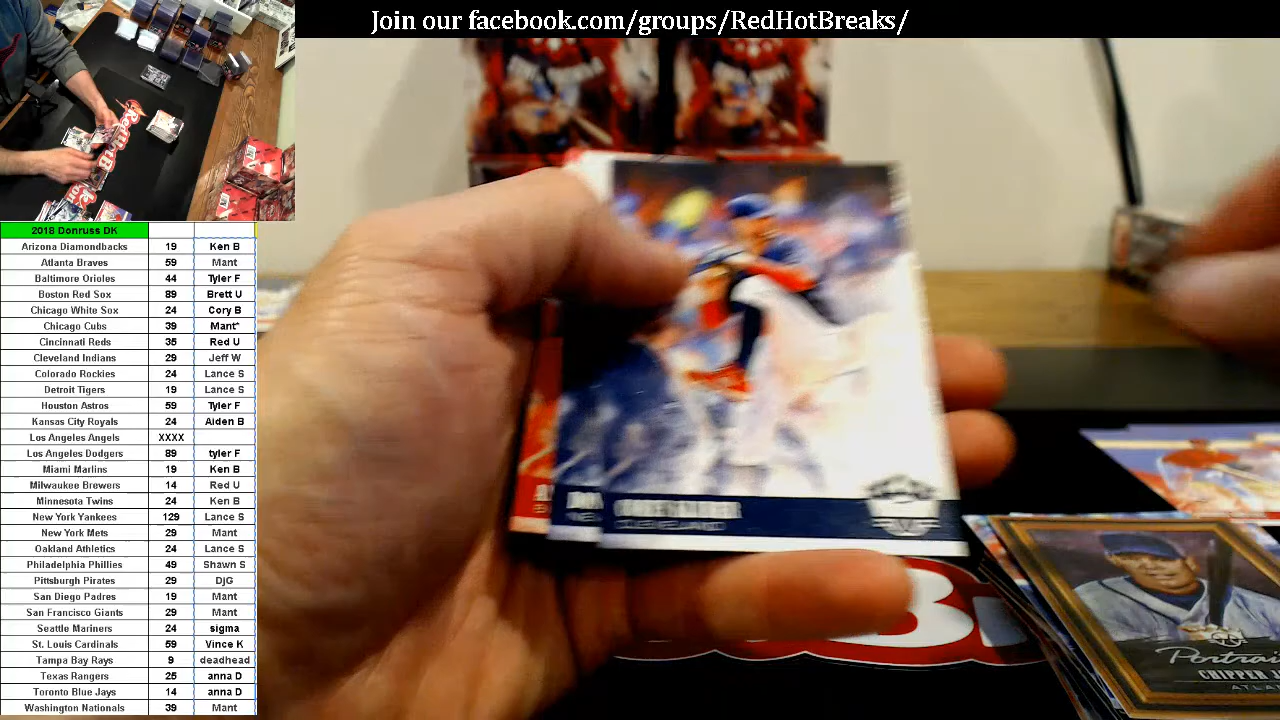 Join our facebook.com/groups/RedHotBreaks/
2018 Donruss DK
Arizona Diamondbacks 19 Ken B
Atlanta Braves 59 Mant
Baltimore Orioles 44 Tyler F
Boston Red Sox 89 Brett U
Chicago White Sox 24 Cory B
Chicago Cubs 39 Mant*
Cincinnati Reds 35 Red U
Cleveland Indians 29 Jeff W
Colorado Rockies 24 Lance S
Detroit Tigers 19 Lance S
Houston Astros 59 Tyler F
Kansas City Royals 24 Aiden B
Los Angeles Angels XXXX
Los Angeles Dodgers 89 tyler F
Miami Marlins 19 Ken B
Milwaukee Brewers 14 Red U
Minnesota Twins 24 Ken B
New York Yankees 129 Lance S
New York Mets 29 Mant
Oakland Athletics 24 Lance S
Philadelphia Phillies 49 Shawn S
Pittsburgh Pirates 29 DjG
San Diego Padres 19 Mant
San Francisco Giants 29 Mant
Seattle Mariners 24 sigma
St. Louis Cardinals 59 Vince K
Tampa Bay Rays 9 deadhead
Texas Rangers 25 anna D
Toronto Blue Jays 14 anna D
Washington Nationals 39 Mant
CLEVELAND
Portrai
CHIPPER J
ATLA